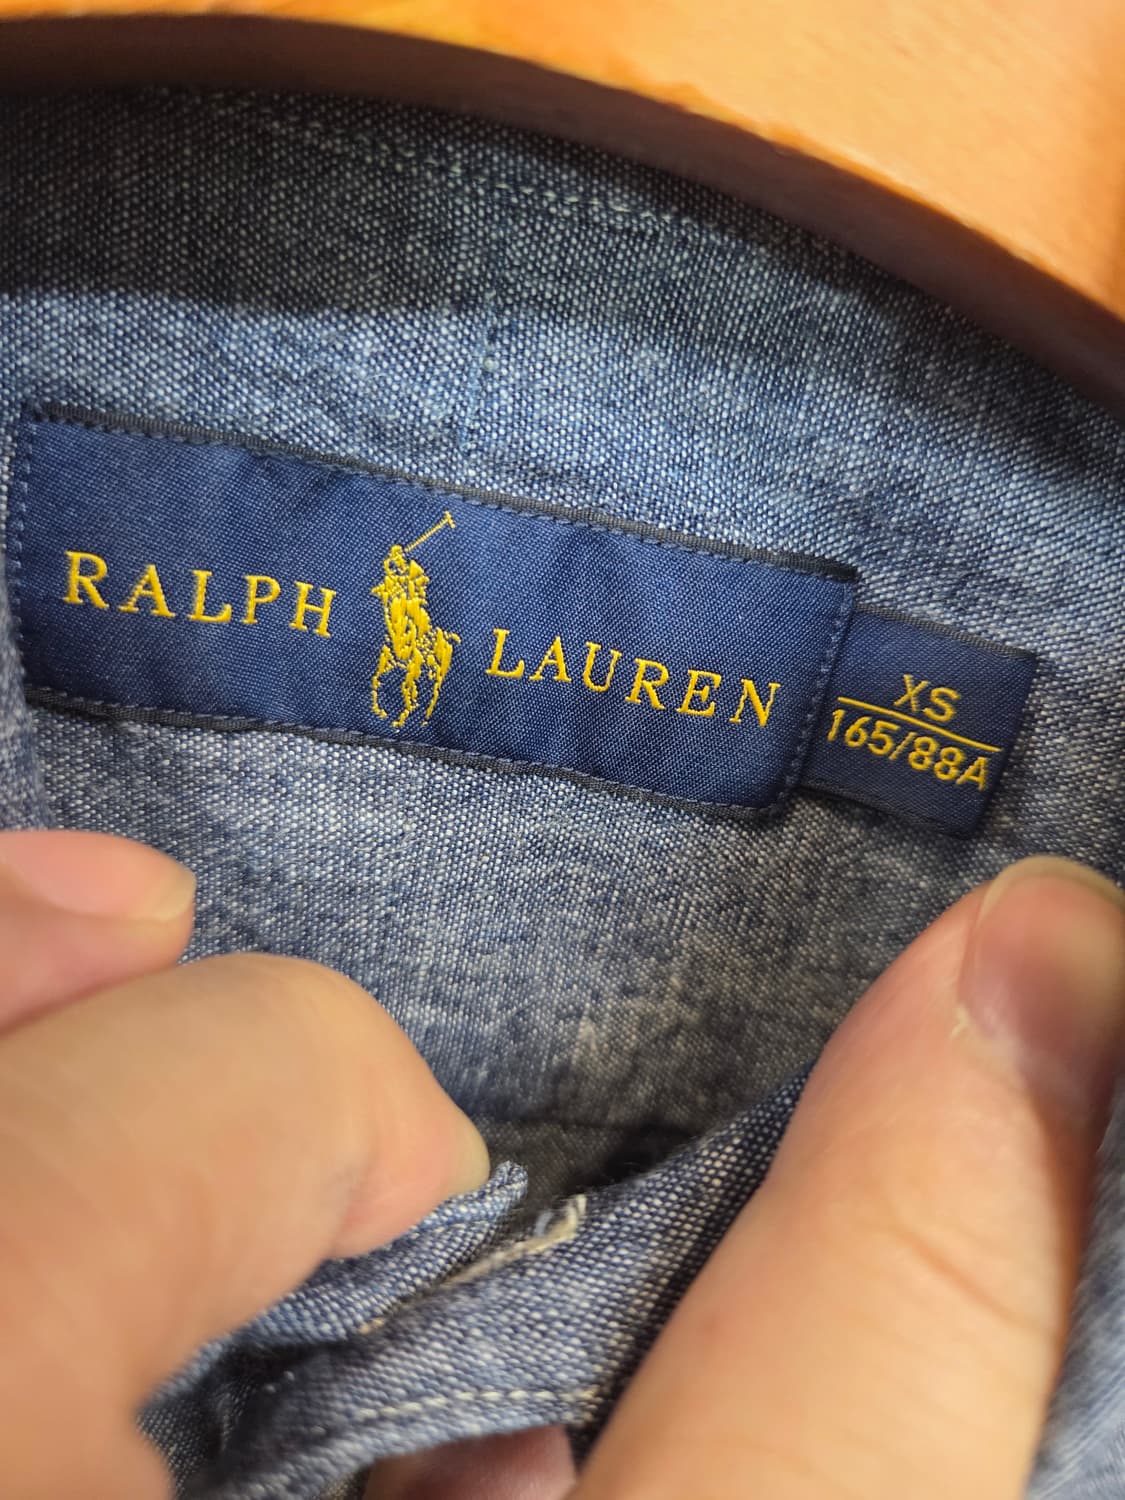 RALPH LAUREN
XS
165/88A